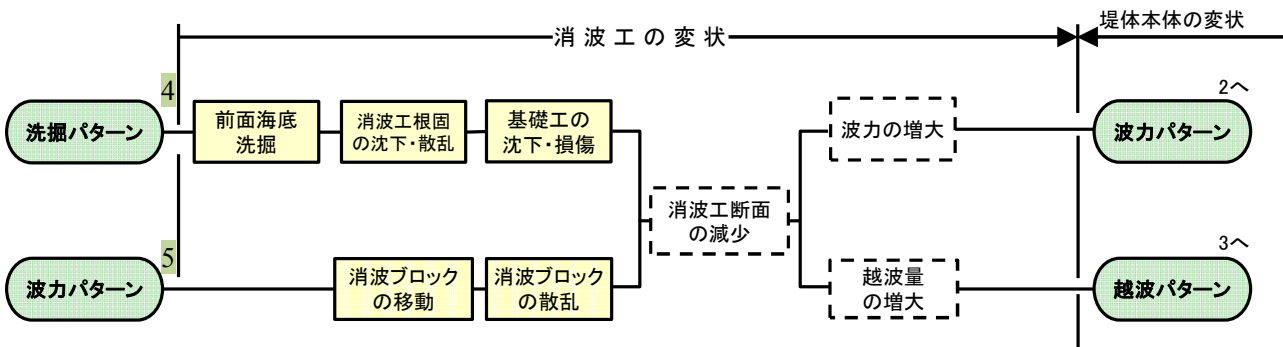 堤体本体の変状
消波工の変状
4
2へ
洗掘パターン
前面海底
洗掘
消波工根固
の沈下・散乱
基礎工の
沈下・損傷
波力の増大
波力パターン
消波工断面
の減少
5
3へ
波力パターン
消波ブロック
の移動
消波ブロック
の散乱
越波量
の増大
越波パターン